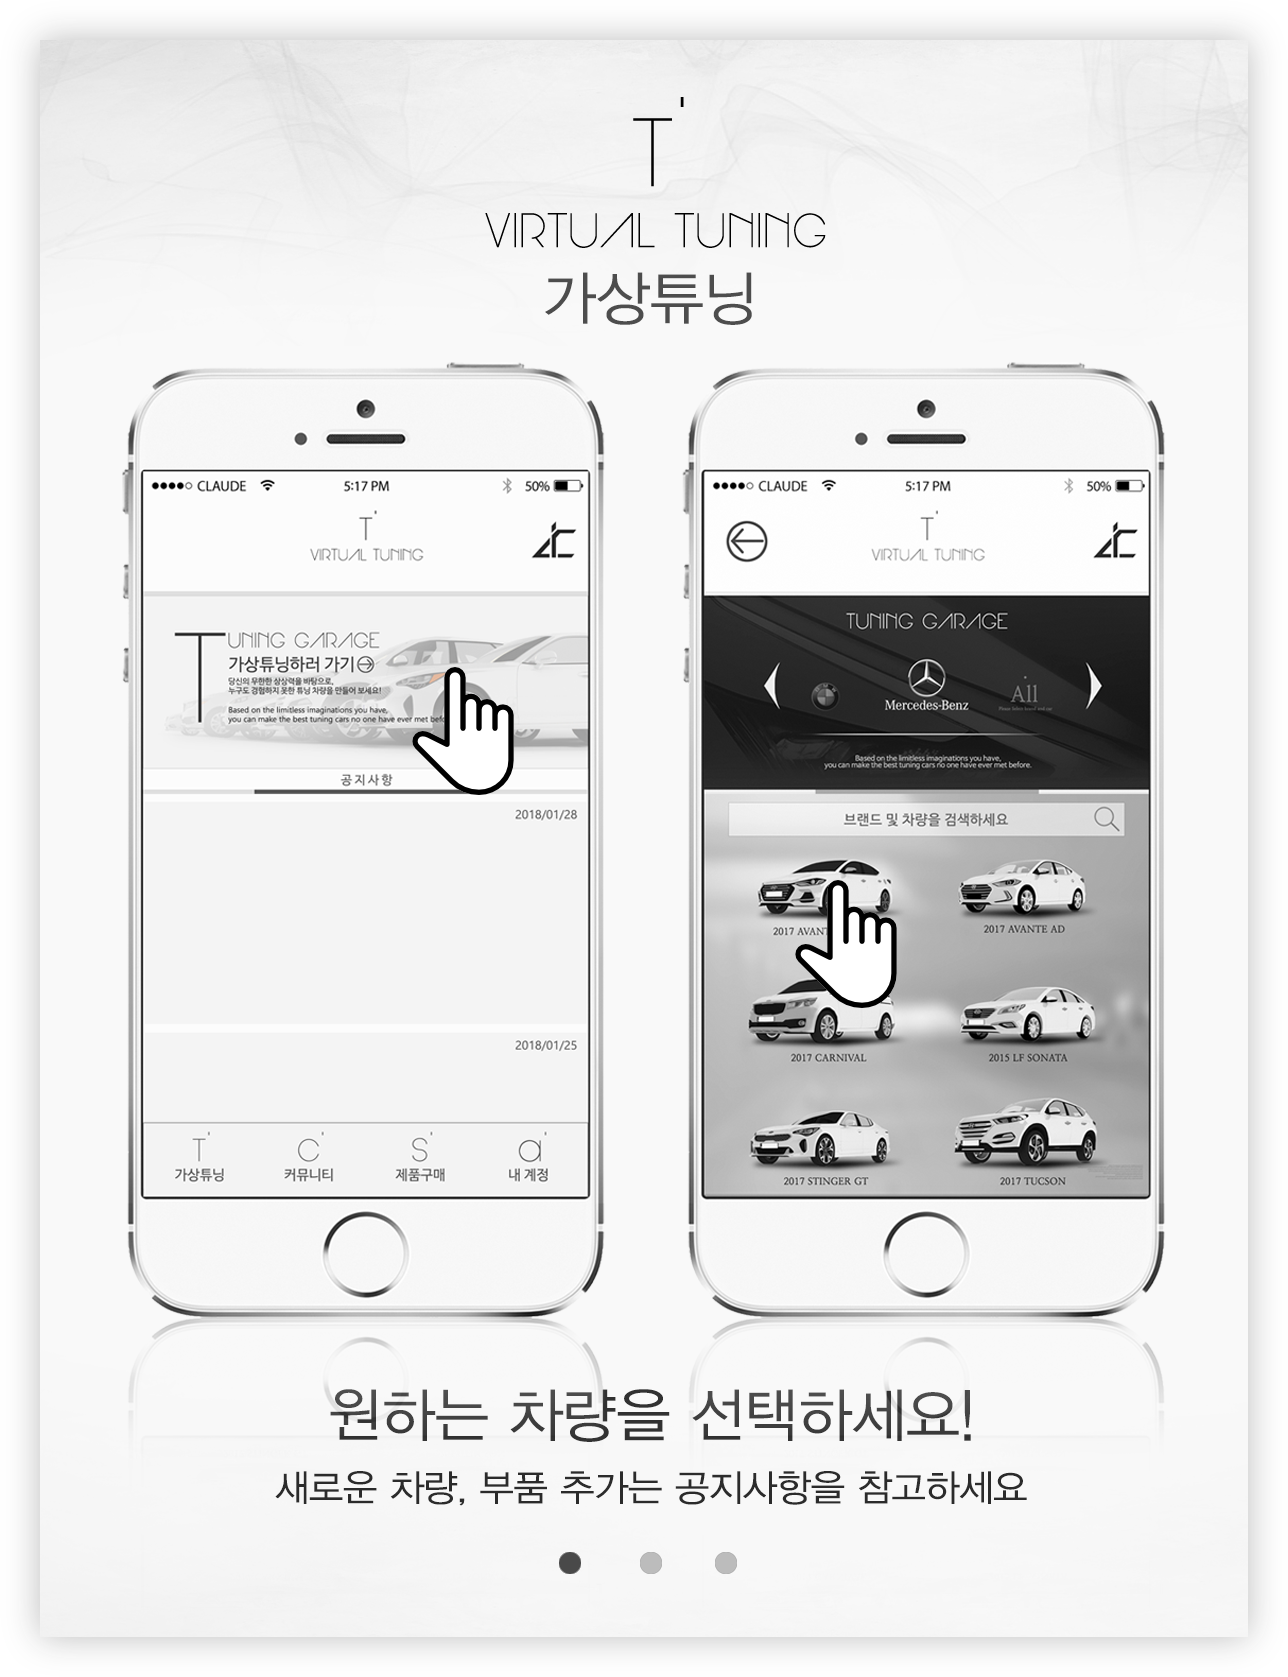 T'
VIRTUAL TUNING
가상튜닝
CLAUDE 5:17 PM 50%
T'
VIRTUAL TUNING
TUNING GARAGE
가상튜닝하러 가기
당신의 무한한 상상력을 바탕으로,
누구도 경험하지 못한 튜닝 차량을 만들어 보세요!
Based on the limitless imaginations you have,
you can make the best tuning cars no one have ever met
공지사항
2018/01/28
2018/01/25
T' C' S' a'
가상튜닝 커뮤니티 제품구매 내 계정
CLAUDE 5:17 PM 50%
T'
VIRTUAL TUNING
TUNING GARAGE
Mercedes-Benz
All
Based on the limitless imaginations you have,
you can make the best tuning cars no one have ever met before.
브랜드 및 차량을 검색하세요
2017 2017 AVANTE AD
2017 CARNIVAL 2015 LF SONATA
2017 STINGER GT 2017 TUCSON
원하는 차량을 선택하세요!
새로운 차량, 부품 추가는 공지사항을 참고하세요